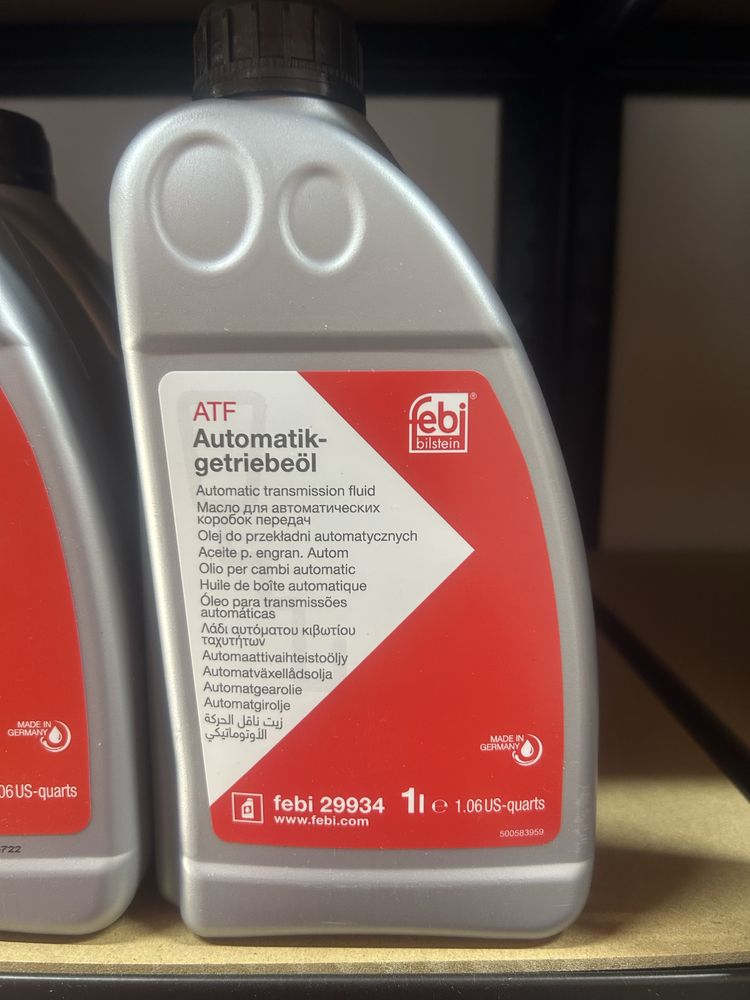 ATF
Automatik-
getriebeöl
febi®
bilstein
Automatic transmission fluid
Масло для автоматических
коробок передач
Olej do przekładni automatycznych
Aceite p. engran. Autom
Olio per cambi automatic
Huile de boîte automatique
Óleo para transmissões
automáticas
Λάδι αυτόματου κιβωτίου
ταχυτήτων
Automaattivaihteistoöljy
Automatväxellådsolja
Automatgearolie
Automatgirolje
زيت ناقل الحركة
الأوتوماتيكي
MADE IN
GERMANY
febi 29934
www.febi.com
1l ℮ 1.06 US-quarts
500583959
MADE IN
GERMANY
.06 US-quarts
722